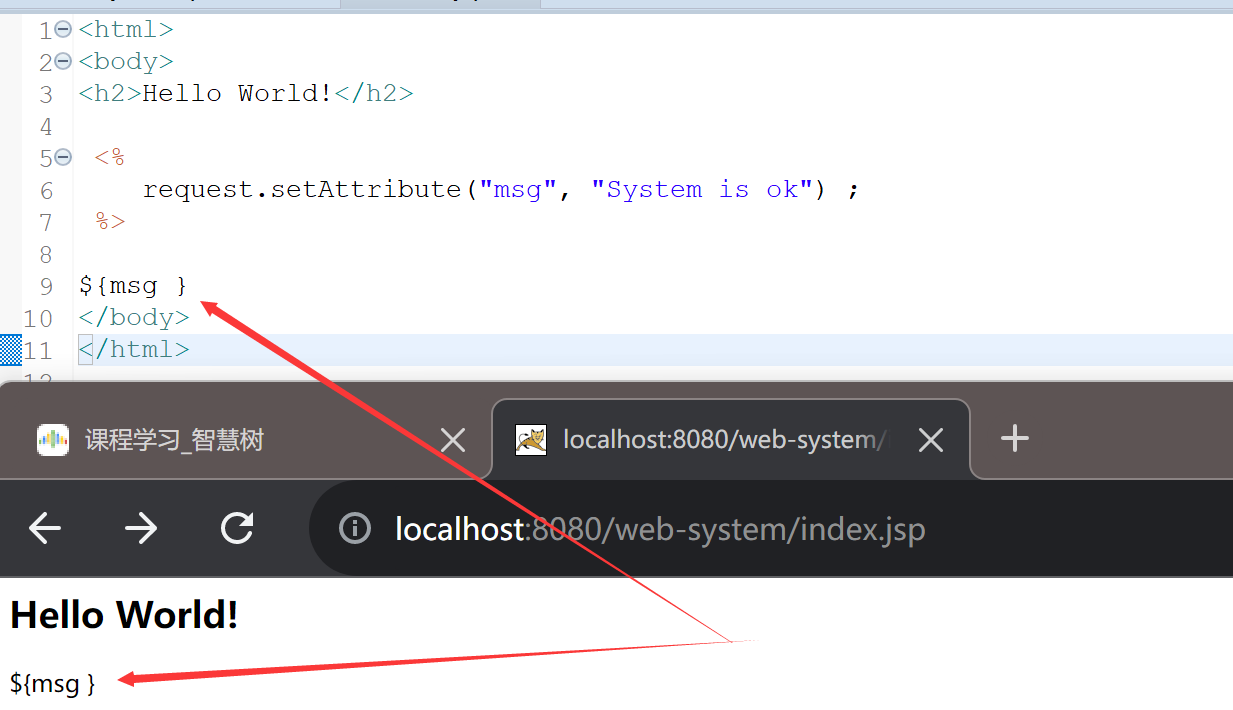 1 <html>
2 <body>
3 <h2>Hello World!</h2>
4
5 <%
6 request.setAttribute("msg", "System is ok") ;
7 %>
8
9 ${msg }
10 </body>
11 </html>
课程学习_智慧树
localhost:8080/web-system/
localhost:8080/web-system/index.jsp
Hello World!
${msg }